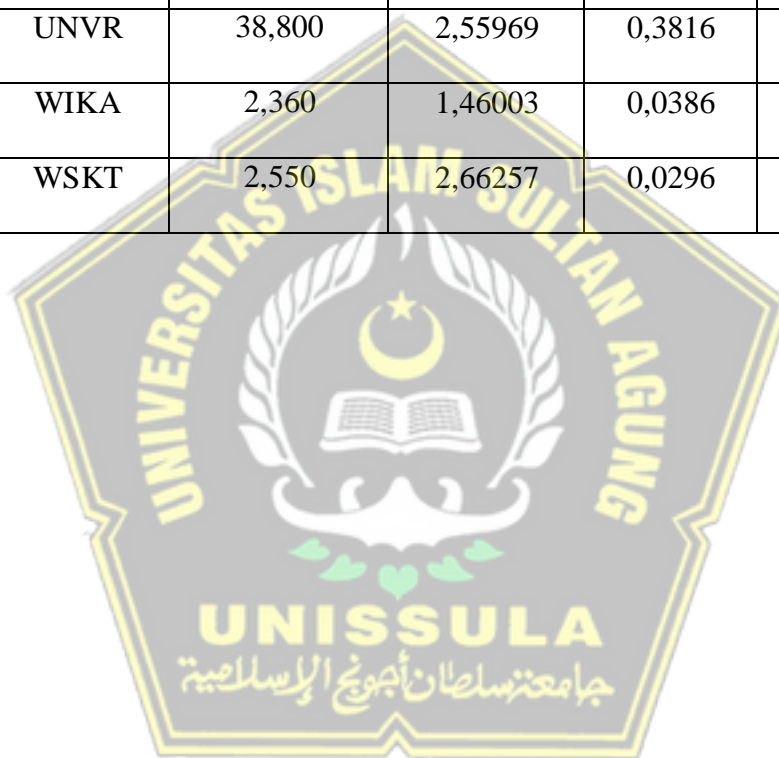 UNVR 38,800 2,55969 0,3816
WIKA 2,360 1,46003 0,0386
WSKT 2,550 2,66257 0,0296
UNIVERSITAS ISLAM SULTAN AGUNG
UNISSULA
جامعة سلطان أجونج الإسلامية